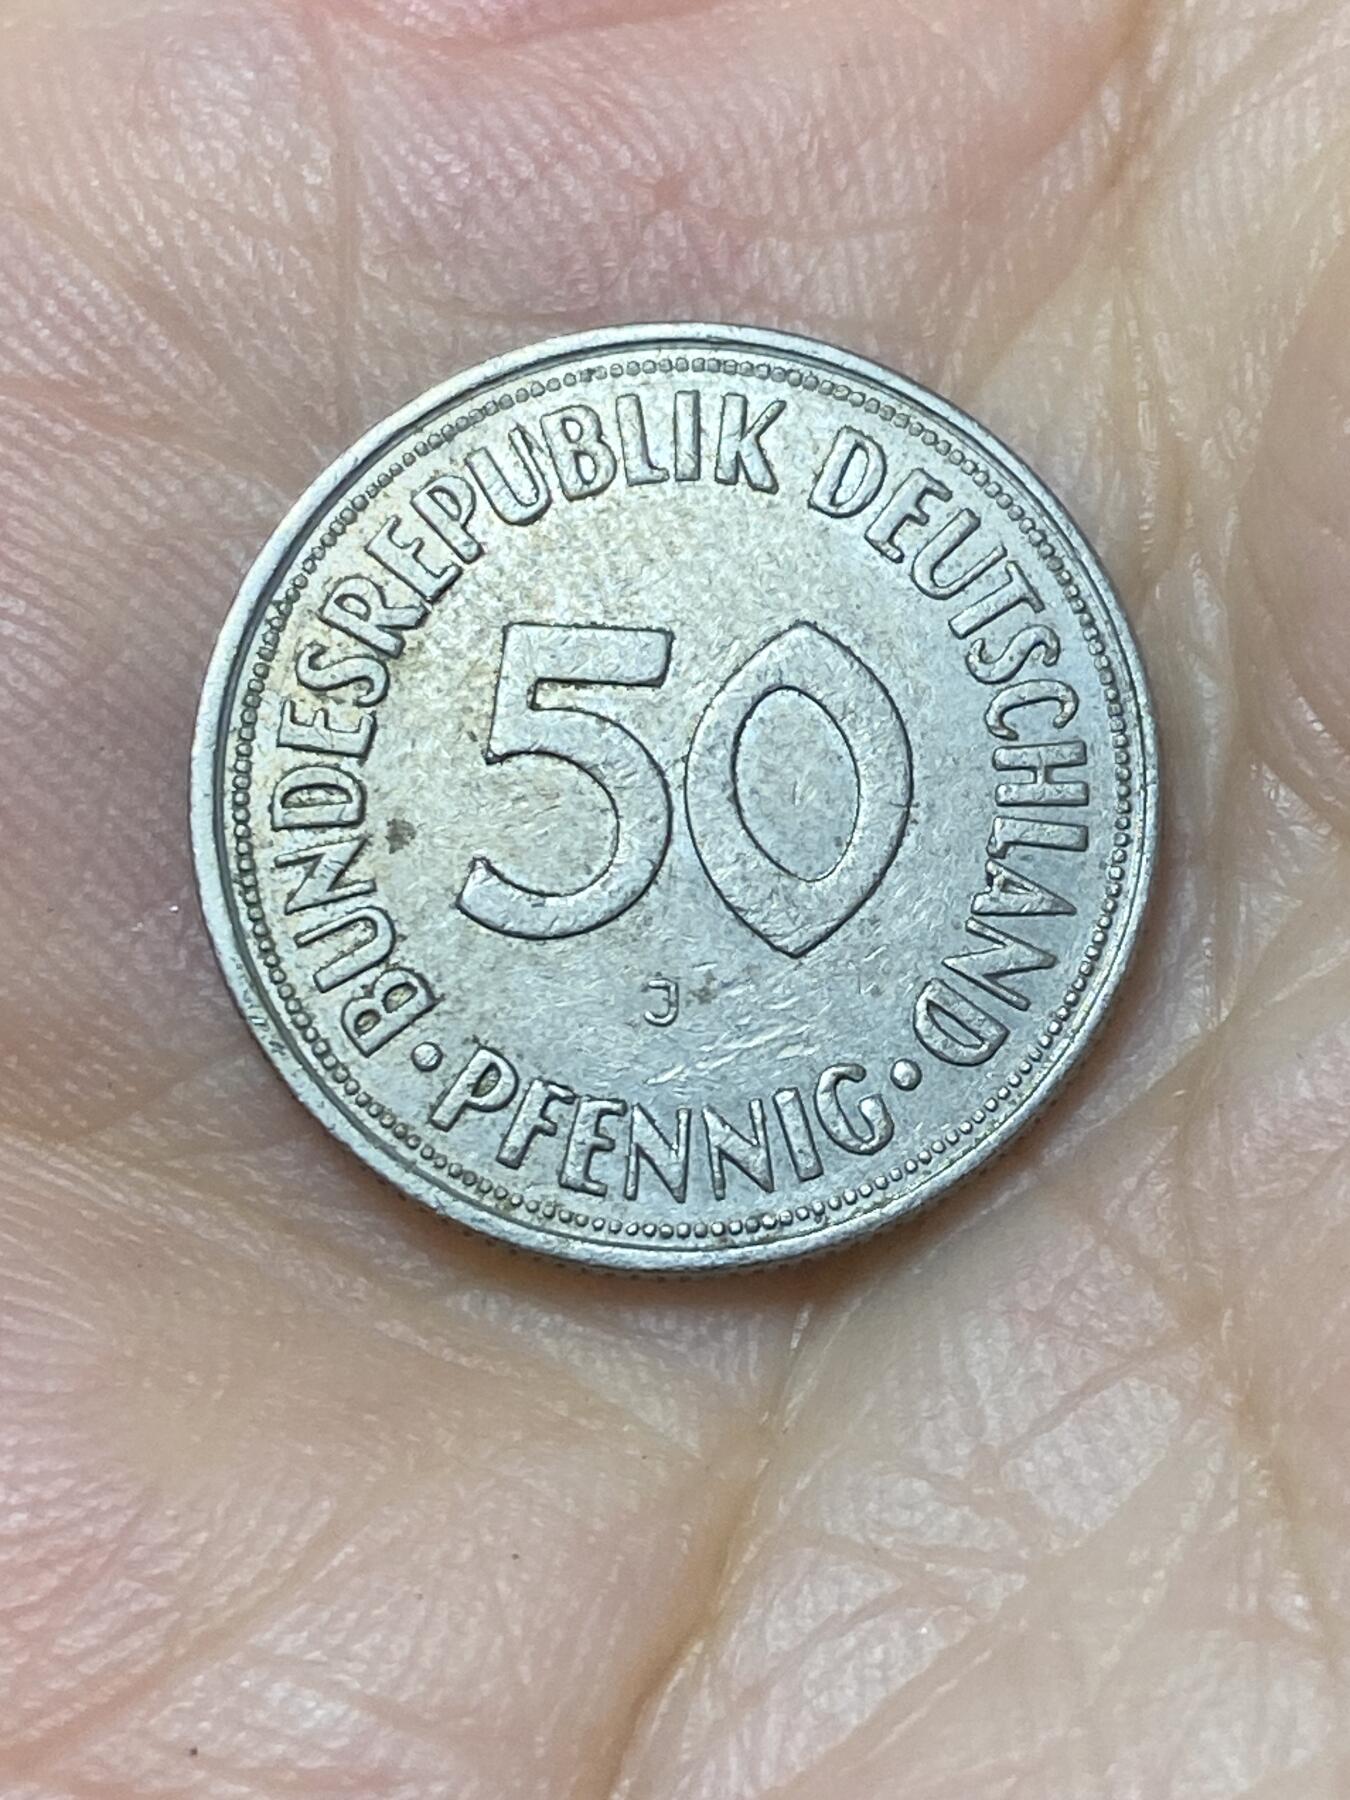 BUNDESREPUBLIK DEUTSCHLAND
50
J
• PFENNIG •